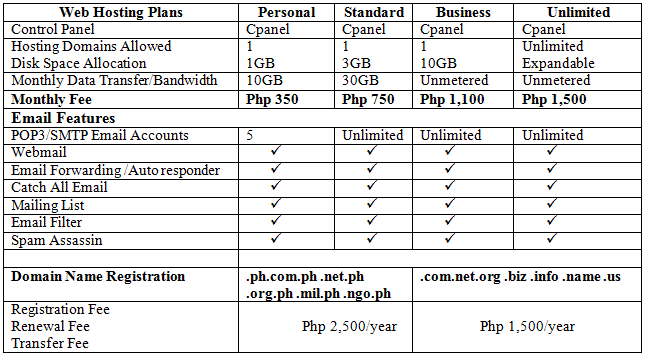 Web Hosting Plans Personal Standard Business Unlimited
Control Panel Cpanel Cpanel Cpanel Cpanel
Hosting Domains Allowed 1 1 1 Unlimited
Disk Space Allocation 1GB 3GB 10GB Expandable
Monthly Data Transfer/Bandwidth 10GB 30GB Unmetered Unmetered
Monthly Fee Php 350 Php 750 Php 1,100 Php 1,500
Email Features
POP3/SMTP Email Accounts 5 Unlimited Unlimited Unlimited
Webmail ✓ ✓ ✓ ✓
Email Forwarding /Auto responder ✓ ✓ ✓ ✓
Catch All Email ✓ ✓ ✓ ✓
Mailing List ✓ ✓ ✓ ✓
Email Filter ✓ ✓ ✓ ✓
Spam Assassin ✓ ✓ ✓ ✓
Domain Name Registration .ph.com.ph .net.ph .com.net.org .biz .info .name .us
.org.ph .mil.ph .ngo.ph
Registration Fee
Renewal Fee Php 2,500/year Php 1,500/year
Transfer Fee